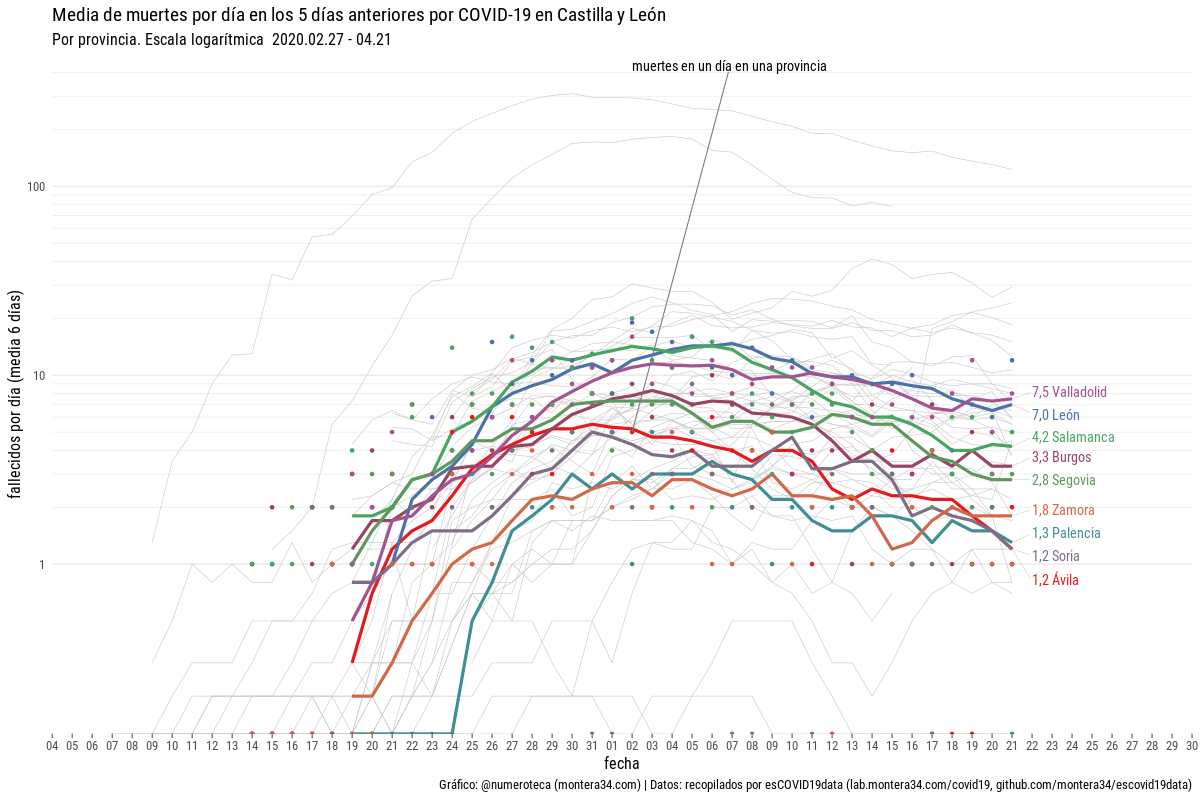 Media de muertes por día en los 5 días anteriores por COVID-19 en Castilla y León
Por provincia. Escala logarítmica  2020.02.27 - 04.21
muertes en un día en una provincia
100
10
1
fallecidos por día (media 6 días)
7,5 Valladolid
7,0 León
4,2 Salamanca
3,3 Burgos
2,8 Segovia
1,8 Zamora
1,3 Palencia
1,2 Soria
1,2 Ávila
04 05 06 07 08 09 10 11 12 13 14 15 16 17 18 19 20 21 22 23 24 25 26 27 28 29 30 31 01 02 03 04 05 06 07 08 09 10 11 12 13 14 15 16 17 18 19 20 21 22 23 24 25 26 27 28 29 30
fecha
Gráfico: @numeroteca (montera34.com) | Datos: recopilados por esCOVID19data (lab.montera34.com/covid19, github.com/montera34/escovid19data)